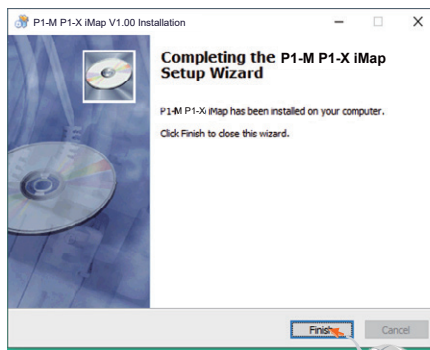 P1-M P1-X iMap V1.00 Installation
Completing the P1-M P1-X iMap
Setup Wizard
P1-M P1-X iMap has been installed on your computer.
Click Finish to close this wizard.
Finish
Cancel